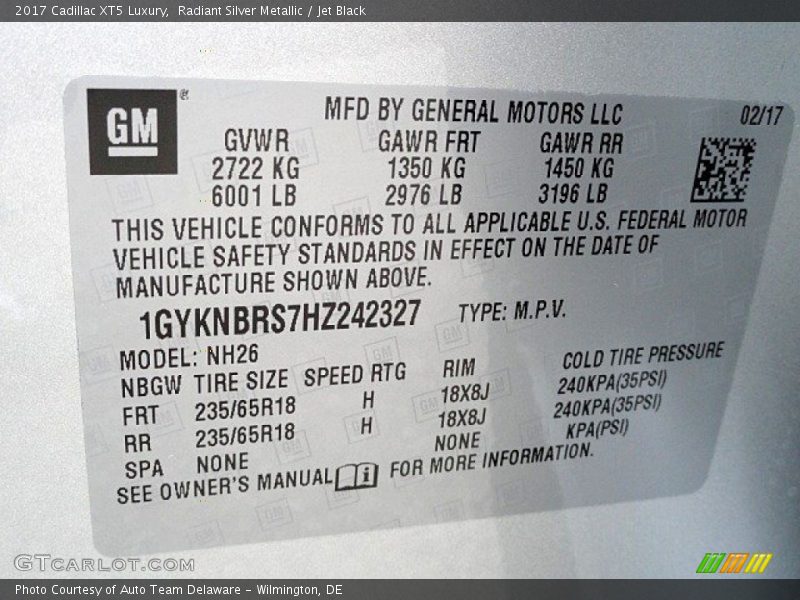 2017 Cadillac XT5 Luxury, Radiant Silver Metallic / Jet Black
GM®
MFD BY GENERAL MOTORS LLC 02/17
GVWR GAWR FRT GAWR RR
2722 KG 1350 KG 1450 KG
6001 LB 2976 LB 3196 LB
THIS VEHICLE CONFORMS TO ALL APPLICABLE U.S. FEDERAL MOTOR
VEHICLE SAFETY STANDARDS IN EFFECT ON THE DATE OF
MANUFACTURE SHOWN ABOVE.
1GYKNBRS7HZ242327 TYPE: M.P.V.
MODEL: NH26
NBGW TIRE SIZE SPEED RTG RIM COLD TIRE PRESSURE
FRT 235/65R18 H 18X8J 240KPA(35PSI)
RR 235/65R18 H 18X8J 240KPA(35PSI)
SPA NONE NONE KPA(PSI)
SEE OWNER'S MANUAL i FOR MORE INFORMATION.
GTcarlot.com
Photo Courtesy of Auto Team Delaware - Wilmington, DE